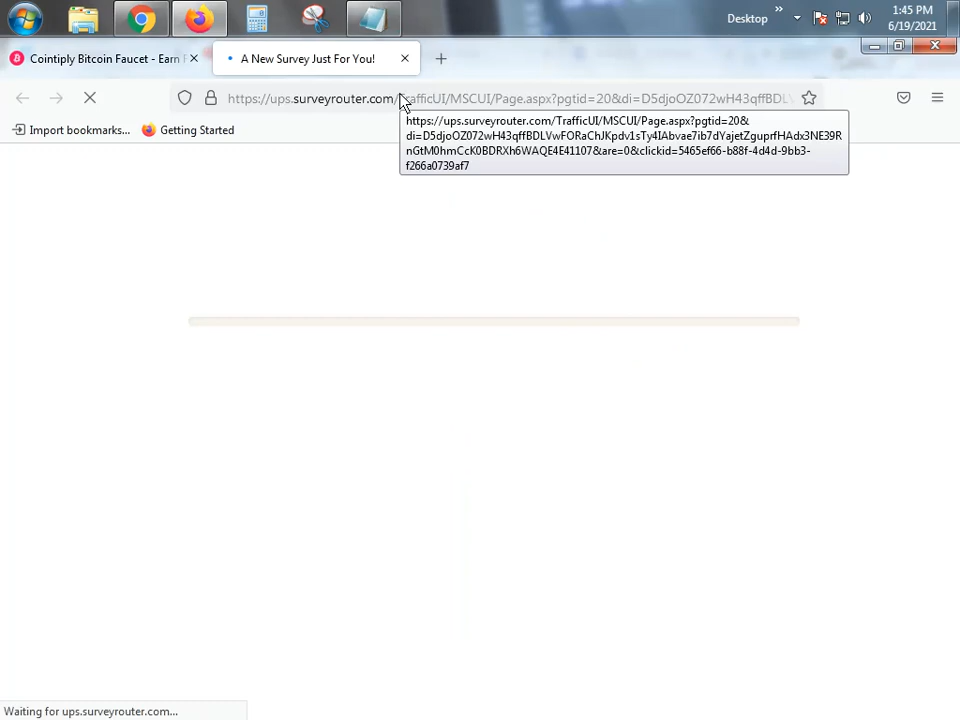 Desktop
»
1:45 PM
6/19/2021
Cointiply Bitcoin Faucet - Earn F
A New Survey Just For You!
https://ups.surveyrouter.com/TrafficUI/MSCUI/Page.aspx?pgtid=20&di=D5djoOZ072wH43qffBDLV
https://ups.surveyrouter.com/TrafficUI/MSCUI/Page.aspx?pgtid=20&
di=D5djoOZ072wH43qffBDLVwFORaChJKpdv1sTy4IAbvae7ib7dYajetZguprfHAdx3NE39R
nGtM0hmCcK0BDRXh6WAQE4E41107&are=0&clickid=5465ef66-b88f-4d4d-9bb3-
f266a0739af7
Import bookmarks...
Getting Started
Waiting for ups.surveyrouter.com...